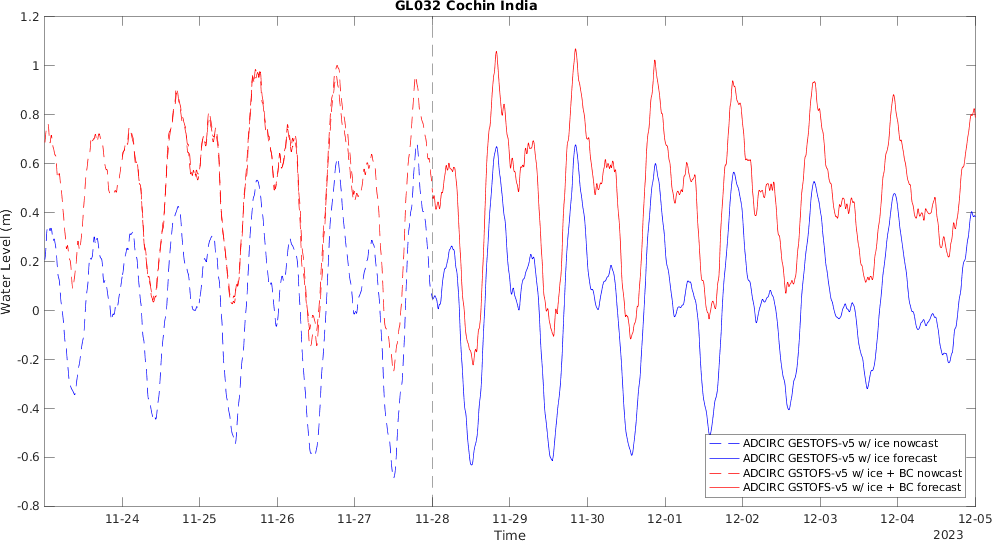 GL032 Cochin India
1.2
1
0.8
0.6
0.4
0.2
0
-0.2
-0.4
-0.6
-0.8
Water Level (m)
ADCIRC GESTOFS-v5 w/ ice nowcast
ADCIRC GESTOFS-v5 w/ ice forecast
ADCIRC GSTOFS-v5 w/ ice + BC nowcast
ADCIRC GSTOFS-v5 w/ ice + BC forecast
11-24 11-25 11-26 11-27 11-28 11-29 11-30 12-01 12-02 12-03 12-04 12-05
Time
2023